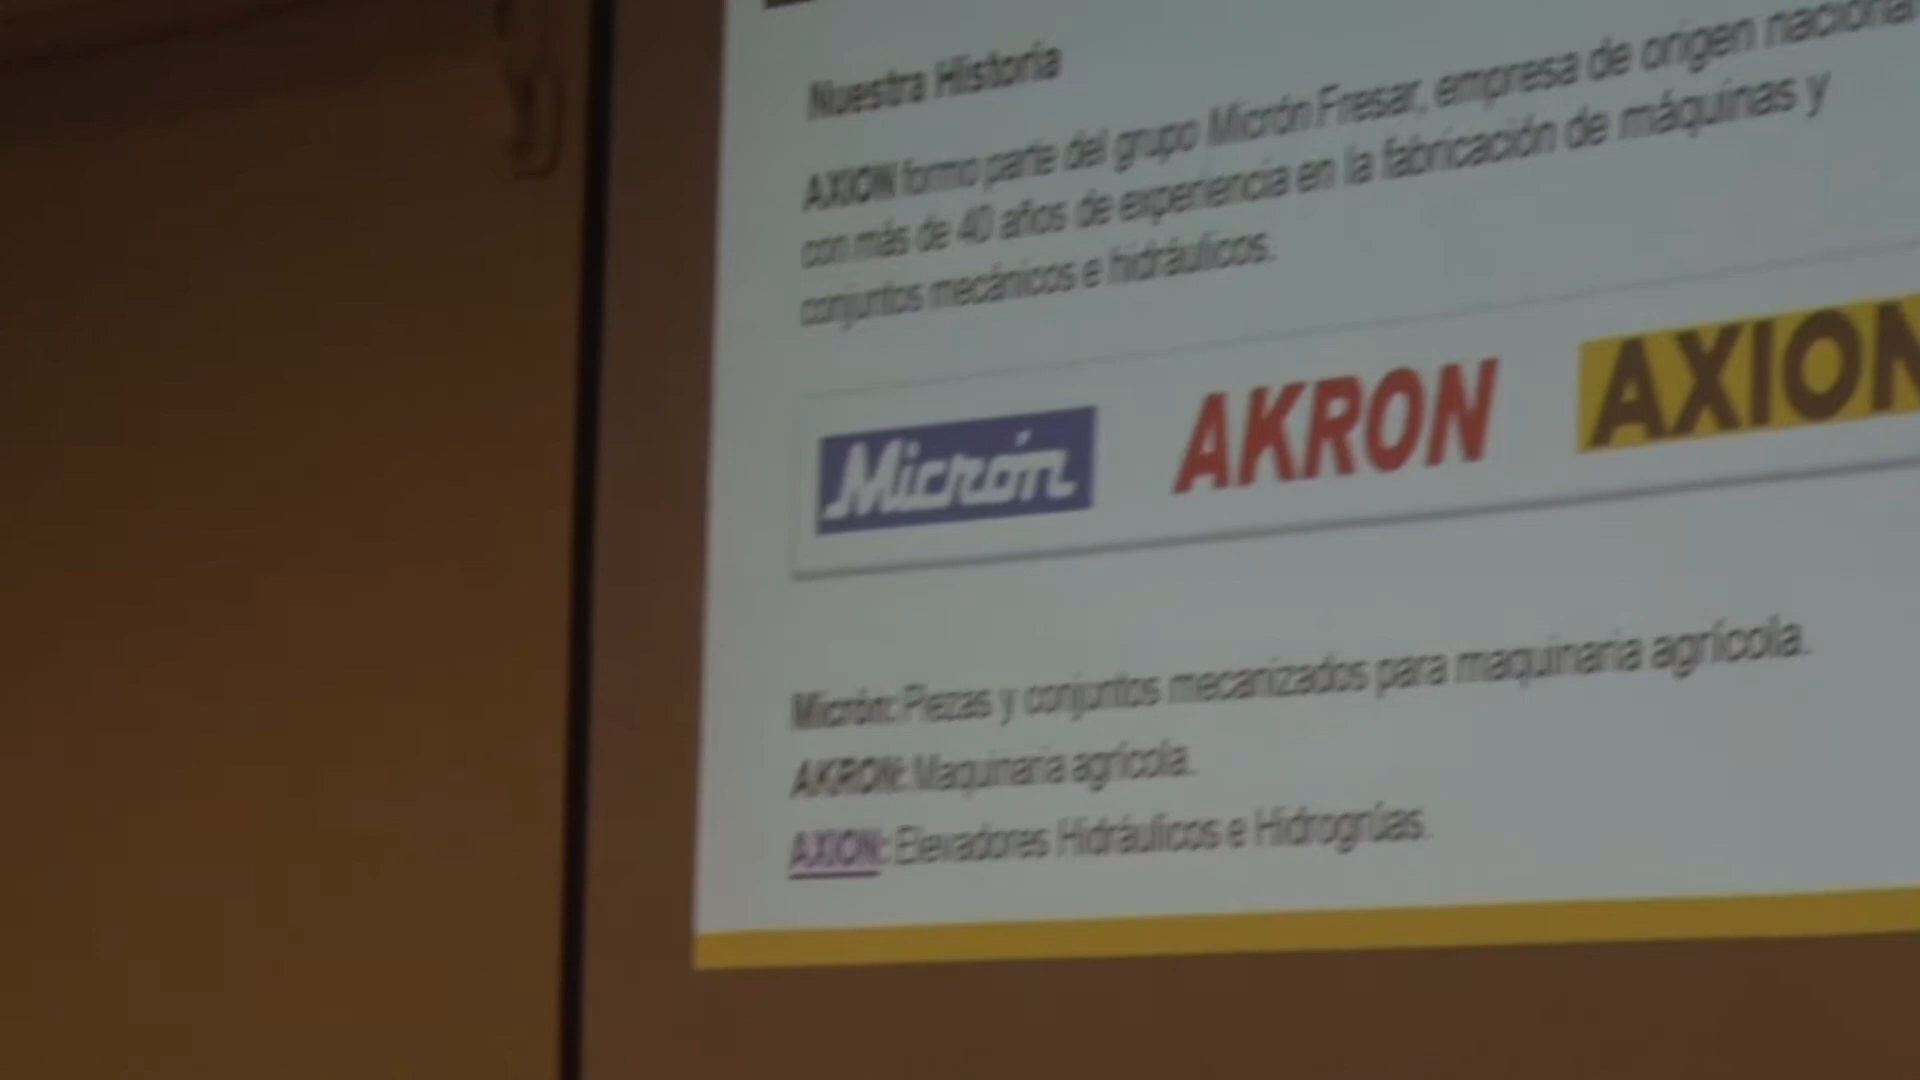 Nuestra Historia
AXION formo parte del grupo Micrón Fresar, empresa de origen nacional
con más de 40 años de experiencia en la fabricación de máquinas y
conjuntos mecánicos e hidráulicos.
Micrón AKRON AXION
Micrón: Piezas y conjuntos mecanizados para maquinaria agrícola.
AKRON: Maquinaria agrícola.
AXION: Elevadores Hidráulicos e Hidrogrúas.